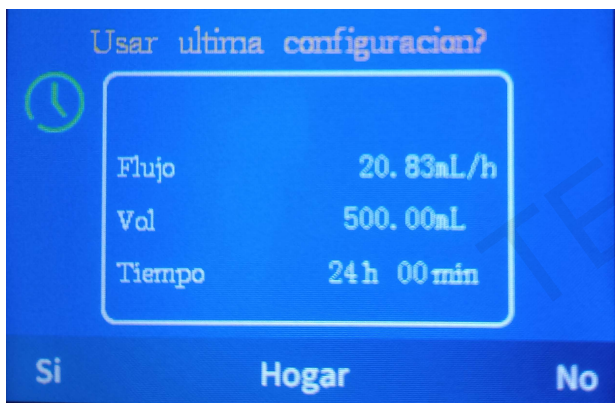 Usar ultima configuracion?
Flujo 20.83mL/h
Vol 500.00mL
Tiempo 24h 00min
Si Hogar No